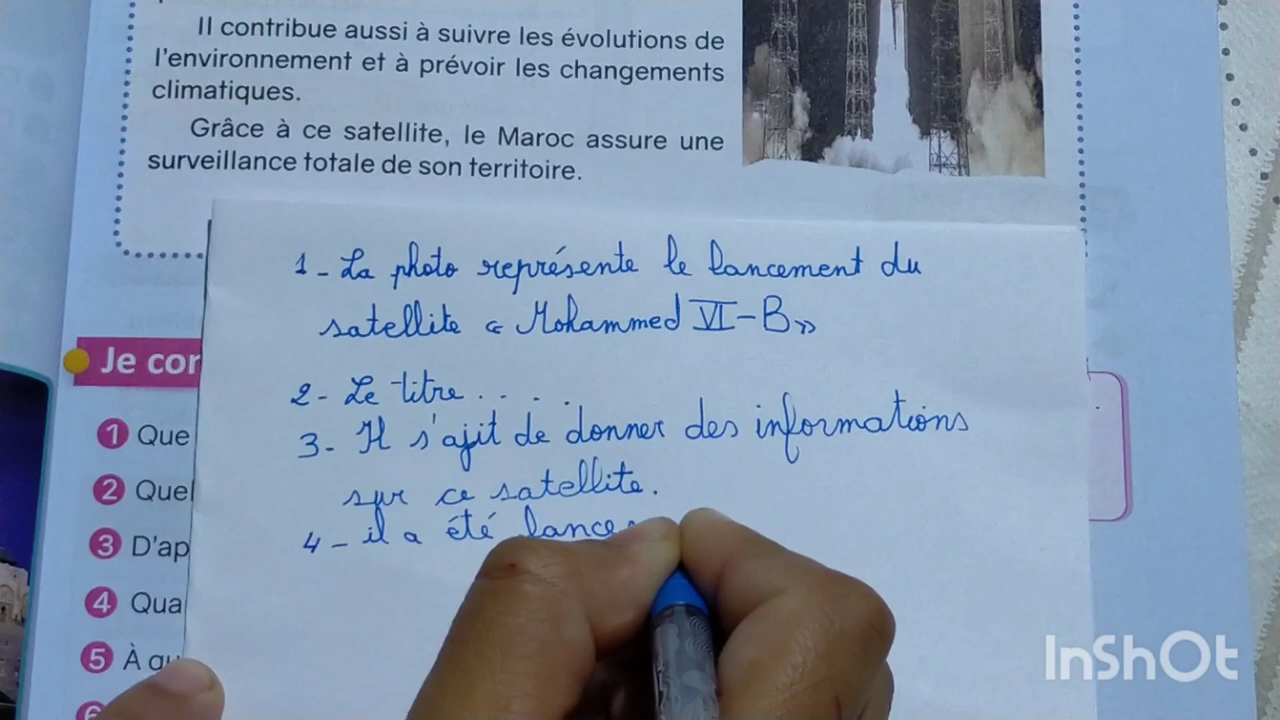 Il contribue aussi à suivre les évolutions de
l'environnement et à prévoir les changements
climatiques.
Grâce à ce satellite, le Maroc assure une
surveillance totale de son territoire.
1 - La photo représente le lancement du
satellite « Mohammed VI - B »
2 - Le titre . . . . .
3 - Il s'ajit de donner des informations
sur ce satellite.
4 - il a été lance
Je cor
1 Que
2 Quel
3 D'ap
4 Qua
5 À qu
6
InShOt